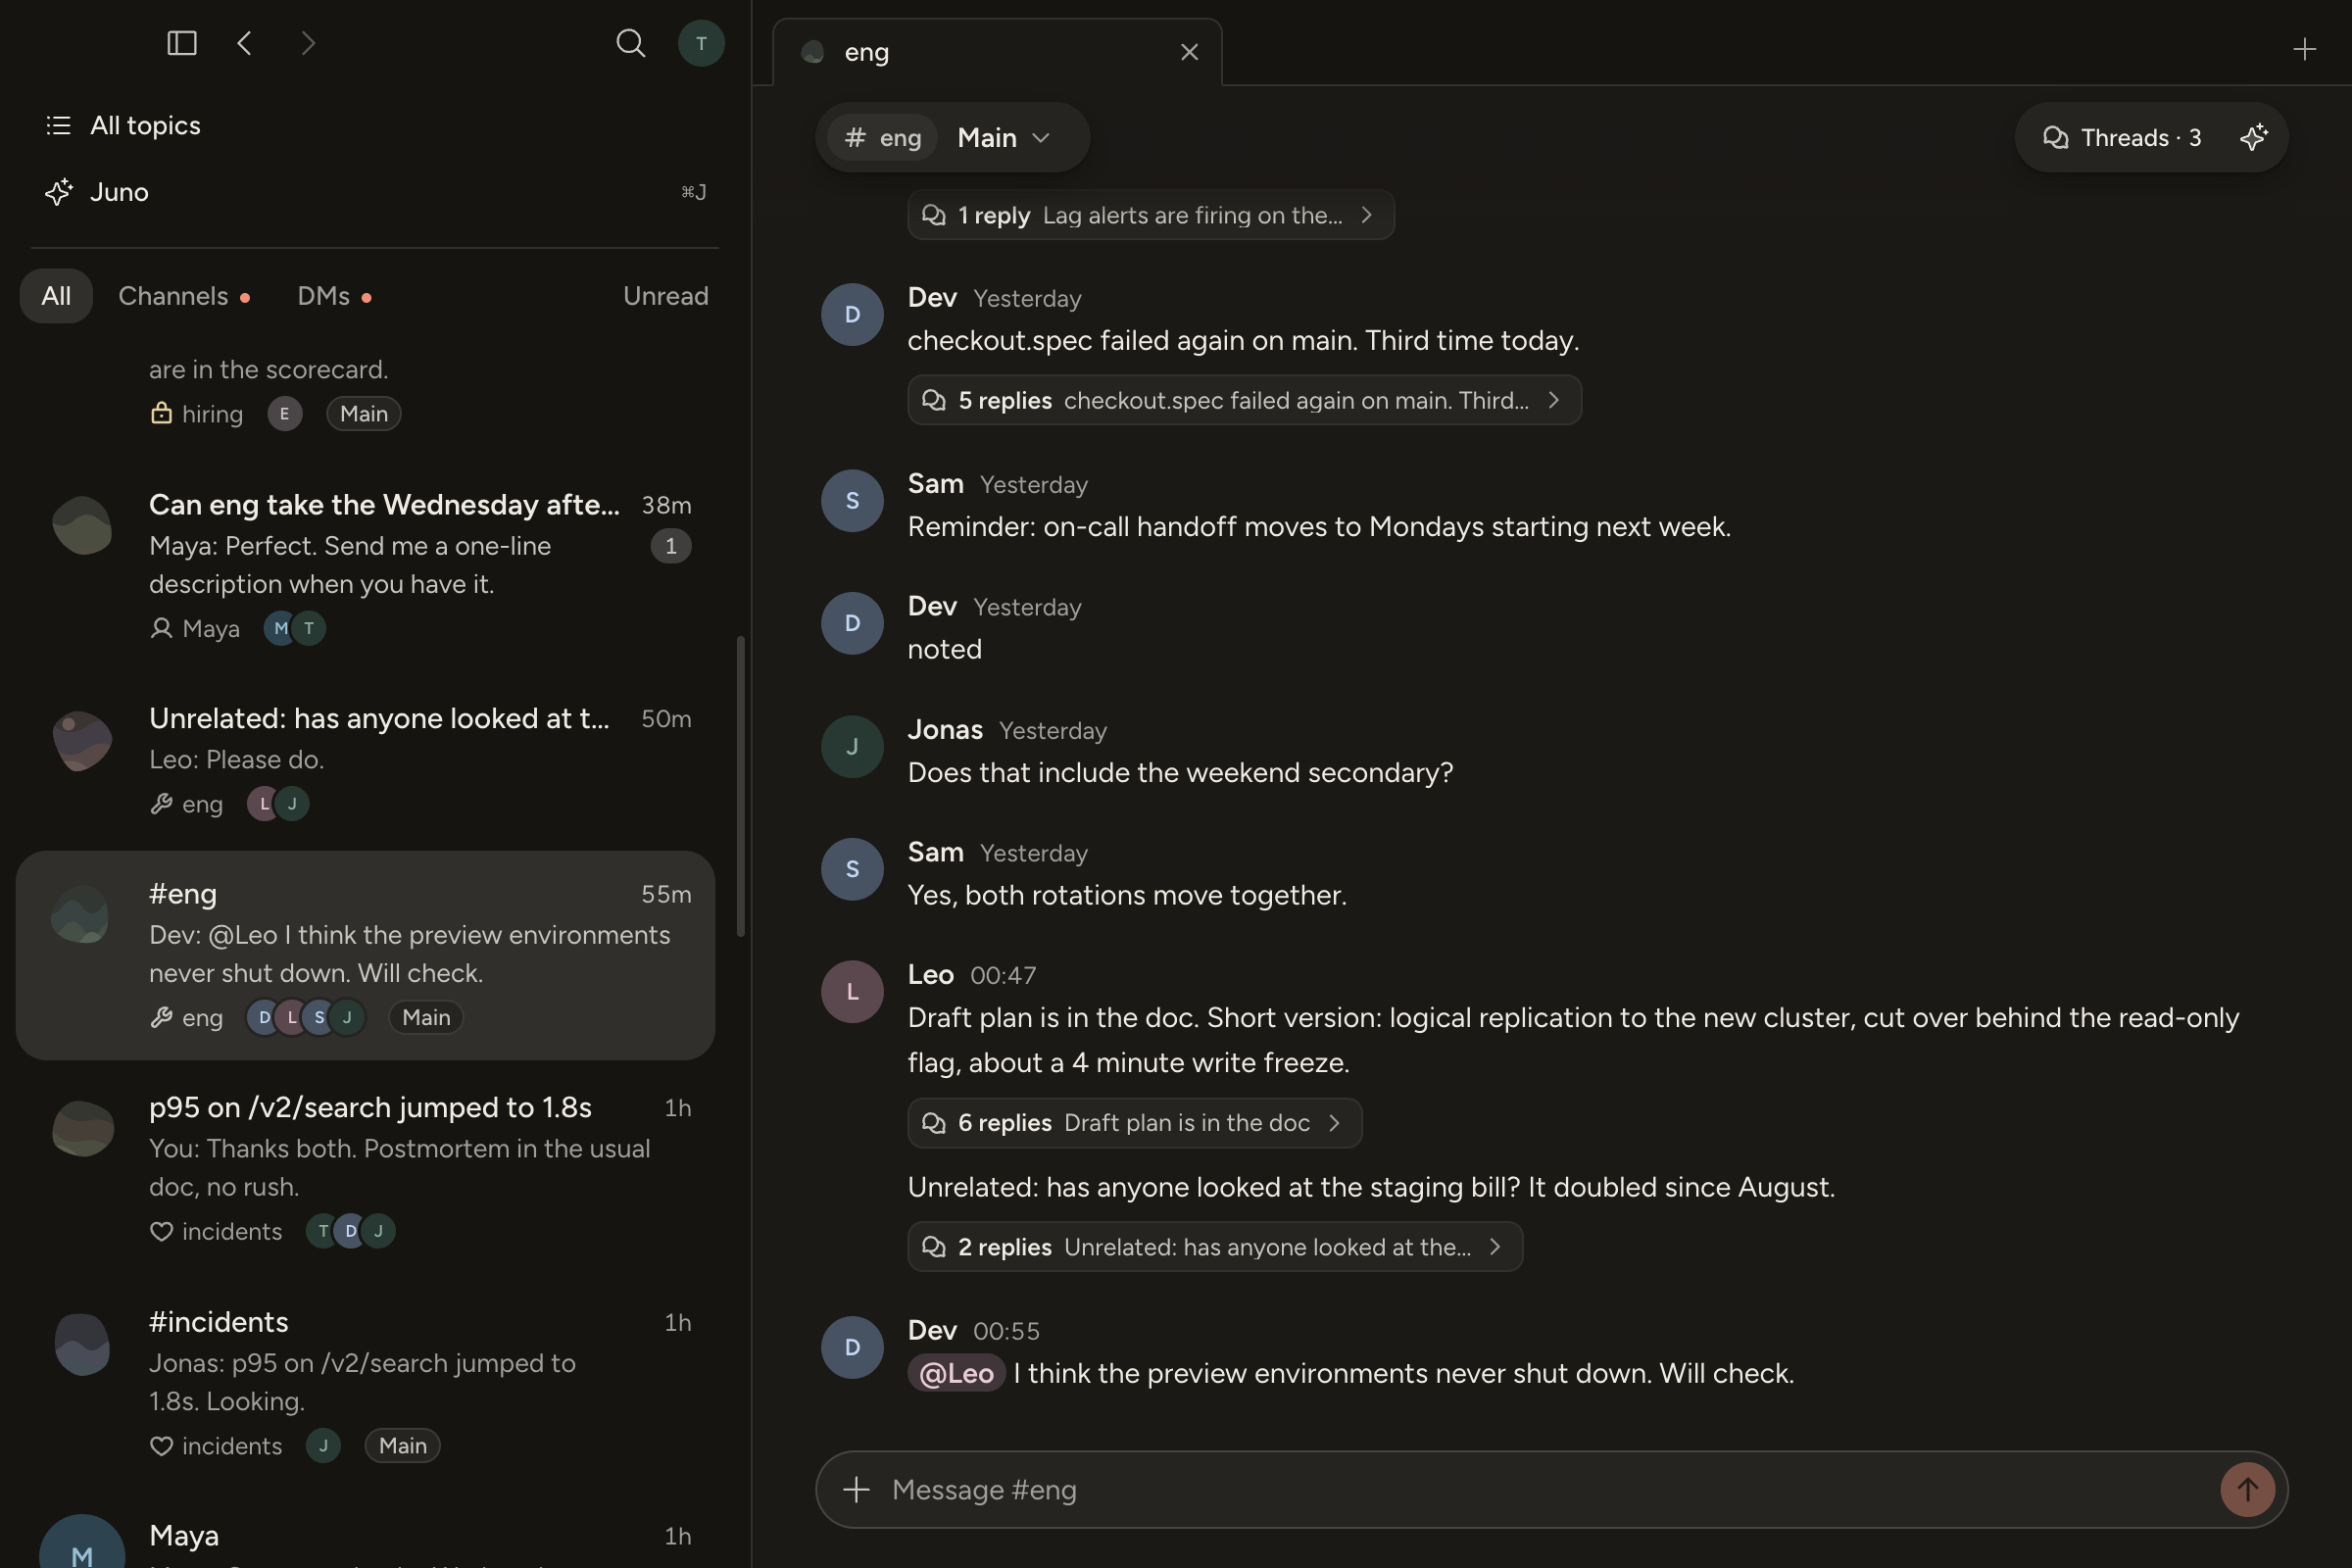 T
All topics
Juno
⌘J
All
Channels
DMs
Unread
are in the scorecard.
hiring
E
Main
Can eng take the Wednesday afte...
38m
Maya: Perfect. Send me a one-line
1
description when you have it.
Maya
M
T
Unrelated: has anyone looked at t...
50m
Leo: Please do.
eng
L
J
#eng
55m
Dev: @Leo I think the preview environments
never shut down. Will check.
eng
D
L
S
J
Main
p95 on /v2/search jumped to 1.8s
1h
You: Thanks both. Postmortem in the usual
doc, no rush.
incidents
T
D
J
#incidents
1h
Jonas: p95 on /v2/search jumped to
1.8s. Looking.
incidents
J
Main
M
Maya
1h
eng
# eng
Main
Threads · 3
1 reply Lag alerts are firing on the...
D
Dev Yesterday
checkout.spec failed again on main. Third time today.
5 replies checkout.spec failed again on main. Third...
S
Sam Yesterday
Reminder: on-call handoff moves to Mondays starting next week.
D
Dev Yesterday
noted
J
Jonas Yesterday
Does that include the weekend secondary?
S
Sam Yesterday
Yes, both rotations move together.
L
Leo 00:47
Draft plan is in the doc. Short version: logical replication to the new cluster, cut over behind the read-only
flag, about a 4 minute write freeze.
6 replies Draft plan is in the doc
Unrelated: has anyone looked at the staging bill? It doubled since August.
2 replies Unrelated: has anyone looked at the...
D
Dev 00:55
@Leo I think the preview environments never shut down. Will check.
Message #eng